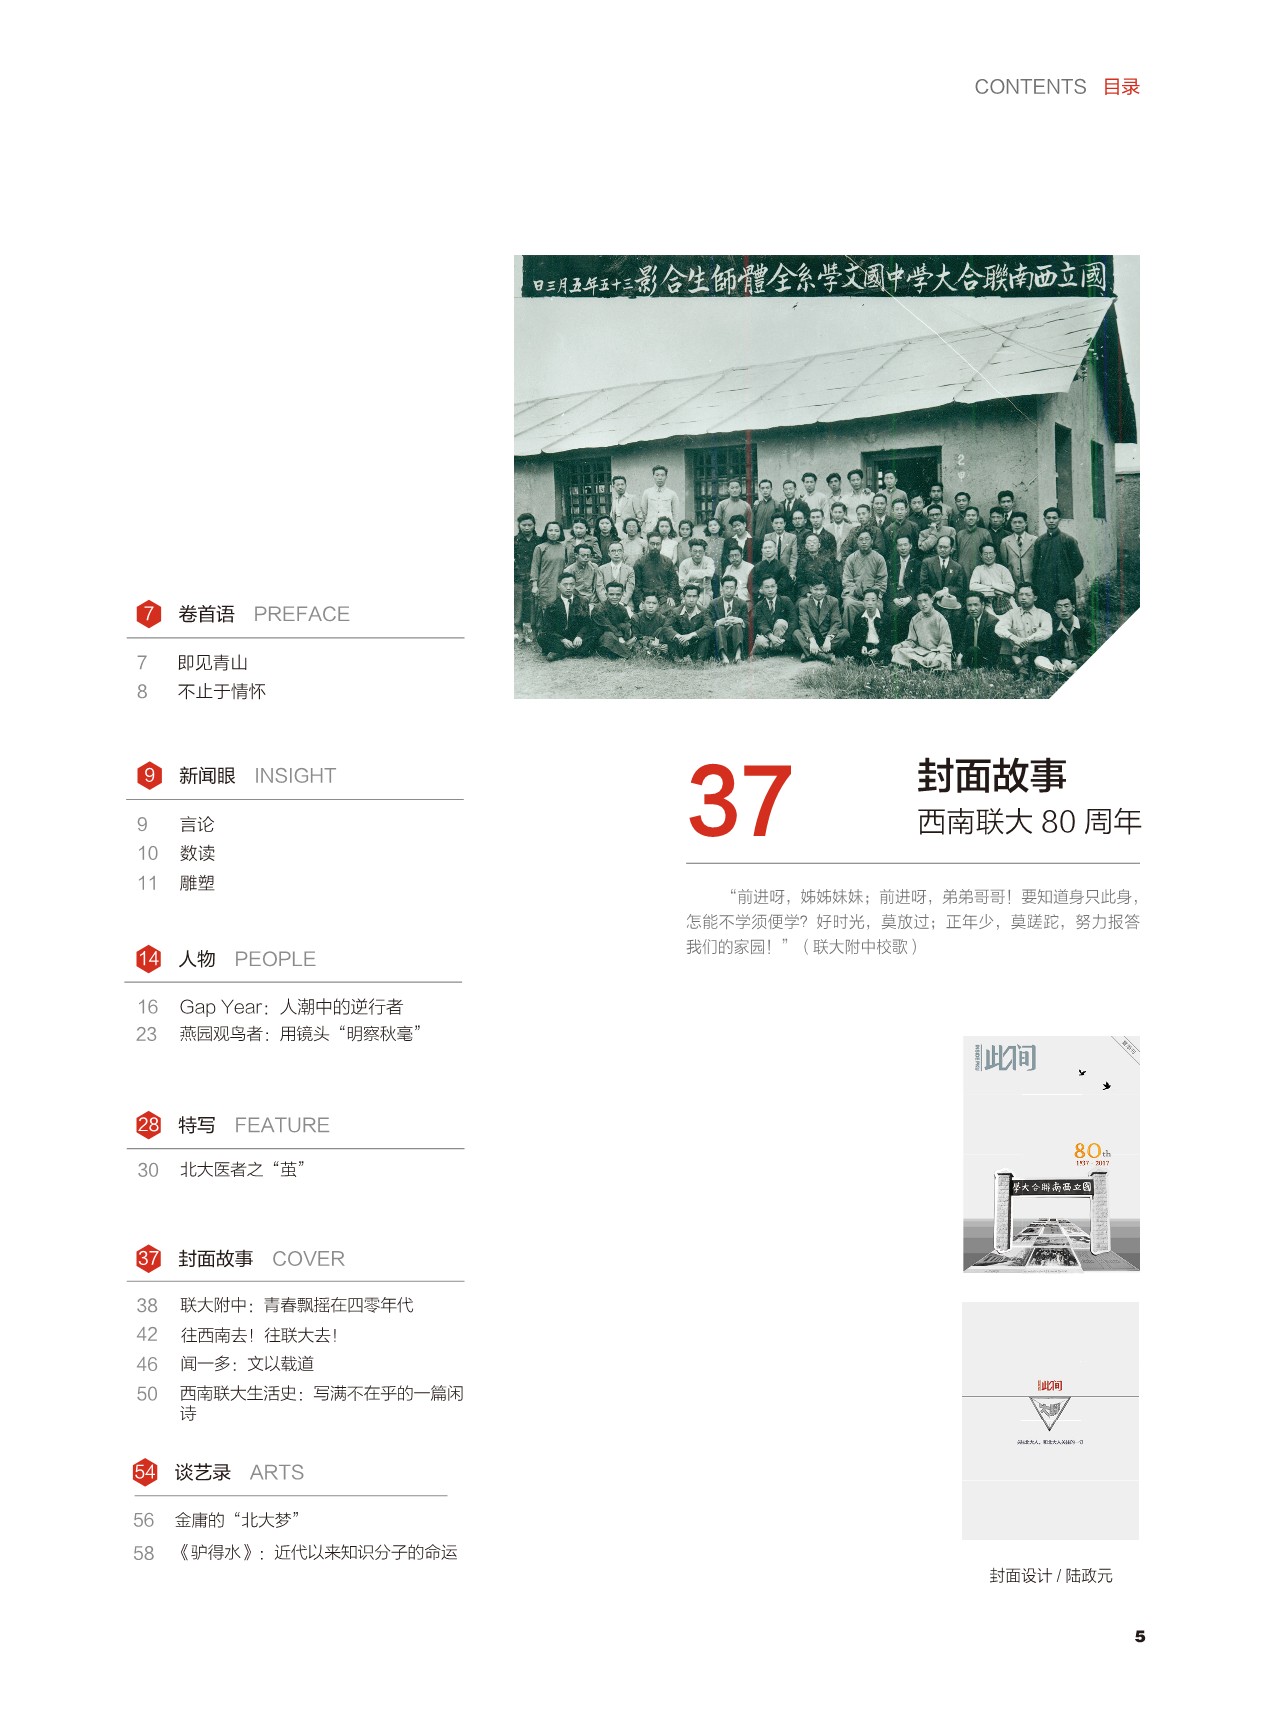 CONTENTS 目录
國立西南聯合大學中國文學系全體師生合影三十五年五月三日
7 卷首语 PREFACE
7 即见青山
8 不止于情怀
9 新闻眼 INSIGHT
9 言论
10 数读
11 雕塑
14 人物 PEOPLE
16 Gap Year：人潮中的逆行者
23 燕园观鸟者：用镜头“明察秋毫”
28 特写 FEATURE
30 北大医者之“茧”
37 封面故事 COVER
38 联大附中：青春飘摇在四零年代
42 往西南去！往联大去！
46 闻一多：文以载道
50 西南联大生活史：写满不在乎的一篇闲
诗
54 谈艺录 ARTS
56 金庸的“北大梦”
58 《驴得水》：近代以来知识分子的命运
37 封面故事
西南联大 80 周年
“前进呀，姊姊妹妹；前进呀，弟弟哥哥！要知道身只此身，
怎能不学须便学？好时光，莫放过；正年少，莫蹉跎，努力报答
我们的家园！”（联大附中校歌）
此间
80th
1937 - 2017
國立西南聯合大學
此间
封面设计 / 陆政元
5